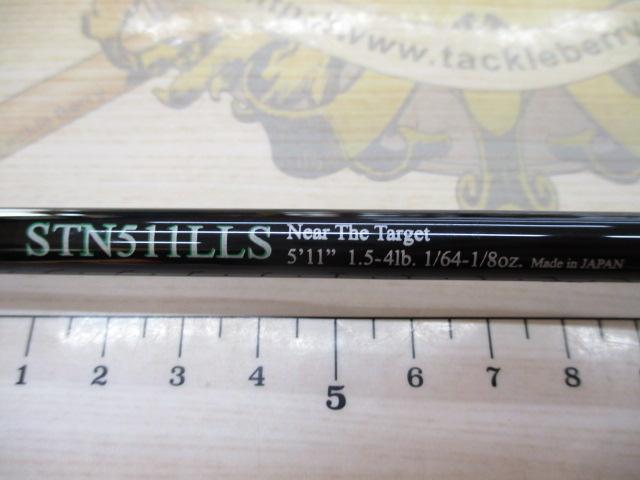 www.tackleberry
STN511LLS
Near The Target
5'11" 1.5-4lb. 1/64-1/8oz. Made in JAPAN
1 2 3 4 5 6 7 8